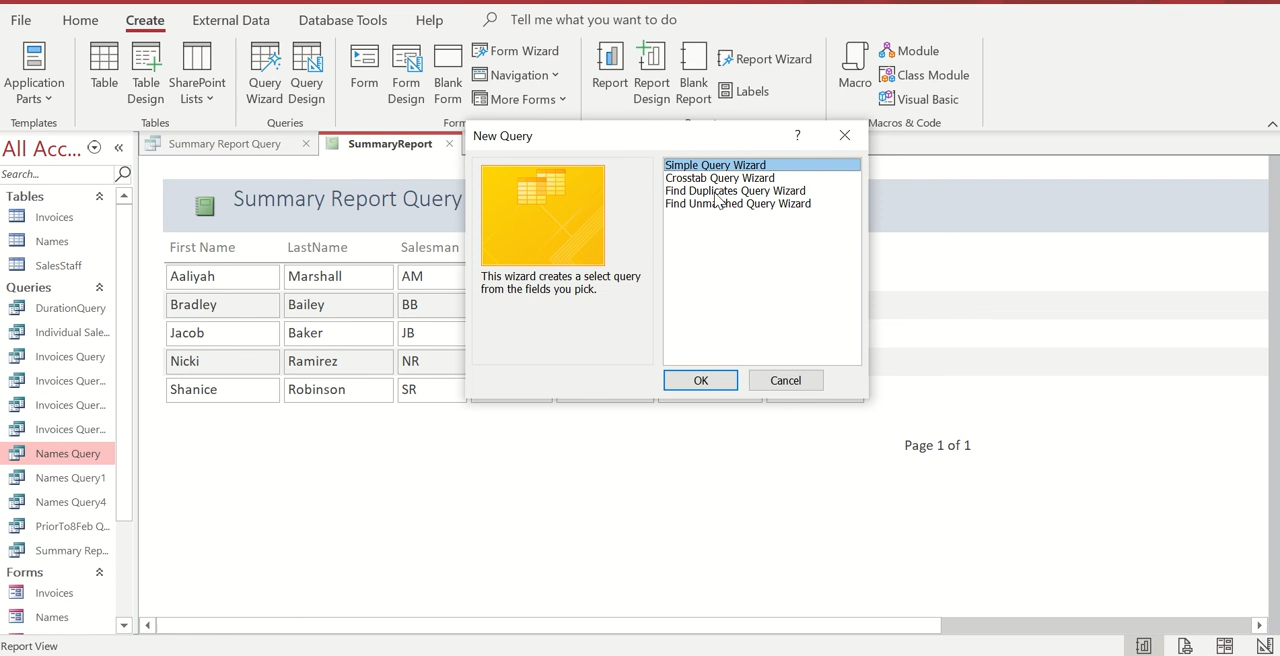 File Home Create External Data Database Tools Help Tell me what you want to do
Application Parts
Templates
Table
Table Design
SharePoint Lists
Tables
Query Wizard
Query Design
Queries
Form
Form Design
Blank Form
Form Wizard
Navigation
More Forms
Form
Report
Report Design
Blank Report
Report Wizard
Labels
Macro
Module
Class Module
Visual Basic
Macros & Code
All Acc...
Search...
Tables
Invoices
Names
SalesStaff
Queries
DurationQuery
Individual Sale...
Invoices Query
Invoices Quer...
Invoices Quer...
Invoices Quer...
Names Query
Names Query1
Names Query4
PriorTo8Feb Q...
Summary Rep...
Forms
Invoices
Names
Summary Report Query
SummaryReport
Summary Report Query
First Name LastName Salesman
Aaliyah Marshall AM
Bradley Bailey BB
Jacob Baker JB
Nicki Ramirez NR
Shanice Robinson SR
Page 1 of 1
New Query ?
Simple Query Wizard
Crosstab Query Wizard
Find Duplicates Query Wizard
Find Unmatched Query Wizard
This wizard creates a select query
from the fields you pick.
OK Cancel
Report View